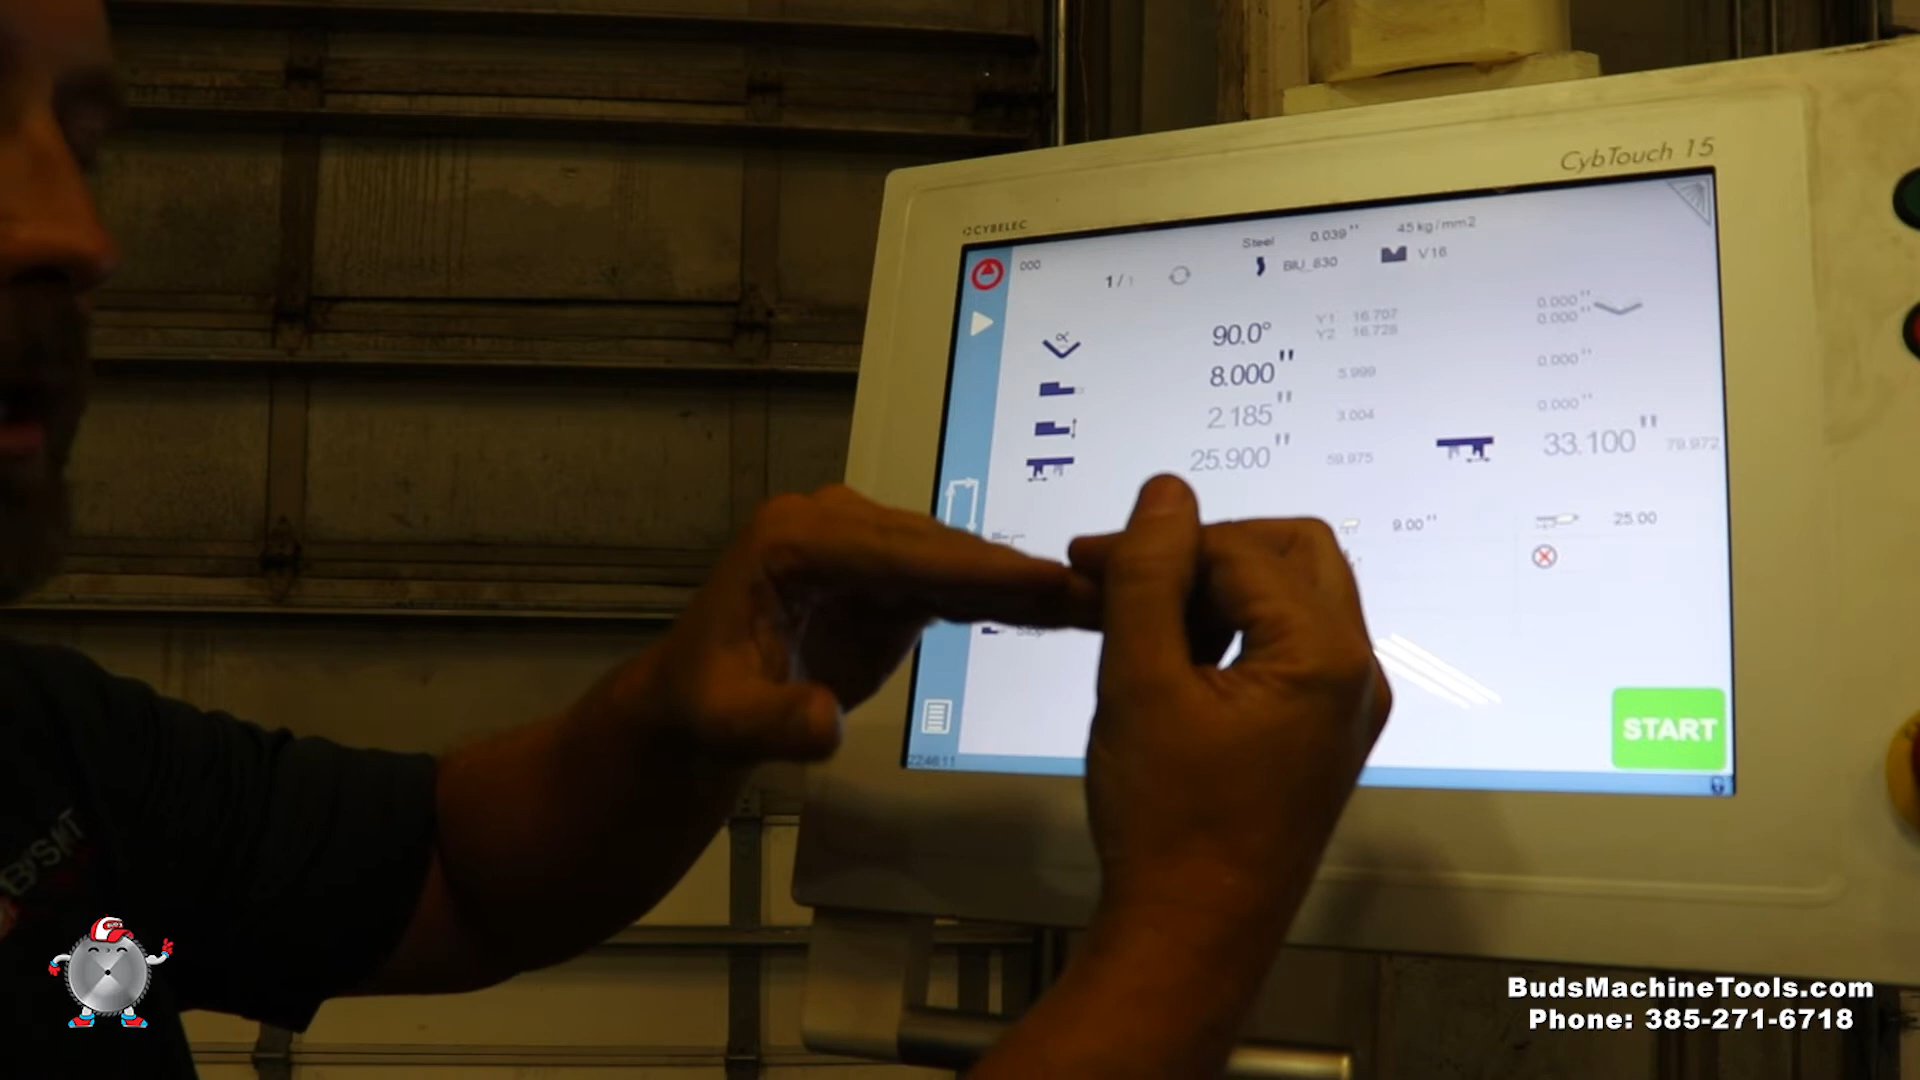 CybTouch 15
CYBELEC
Steel 0.039" 45 kg/mm2
000 1/1 BIU_830 V16
90.0° Y1 16.707 0.000"
Y2 16.728 0.000"
8.000" 5.999 0.000"
2.185" 3.004 0.000"
25.900" 59.975 33.100" 79.972
9.00" 25.00
START
BudsMachineTools.com
Phone: 385-271-6718